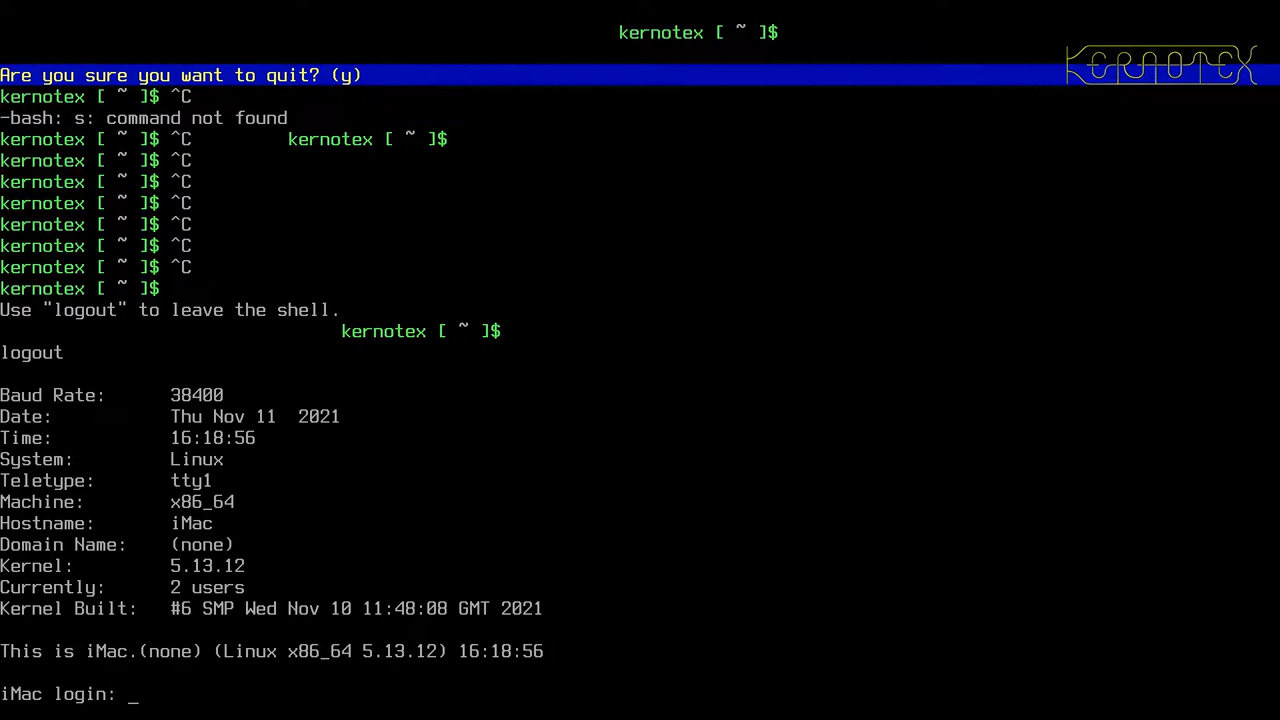 kernotex [ ~ ]$
KERNOTEX
Are you sure you want to quit? (y)
kernotex [ ~ ]$ ^C
-bash: s: command not found
kernotex [ ~ ]$ ^C         kernotex [ ~ ]$
kernotex [ ~ ]$ ^C
kernotex [ ~ ]$ ^C
kernotex [ ~ ]$ ^C
kernotex [ ~ ]$ ^C
kernotex [ ~ ]$ ^C
kernotex [ ~ ]$ ^C
kernotex [ ~ ]$
Use "logout" to leave the shell.
kernotex [ ~ ]$
logout
Baud Rate:      38400
Date:           Thu Nov 11  2021
Time:           16:18:56
System:         Linux
Teletype:       tty1
Machine:        x86_64
Hostname:       iMac
Domain Name:    (none)
Kernel:         5.13.12
Currently:      2 users
Kernel Built:   #6 SMP Wed Nov 10 11:48:08 GMT 2021
This is iMac.(none) (Linux x86_64 5.13.12) 16:18:56
iMac login: _